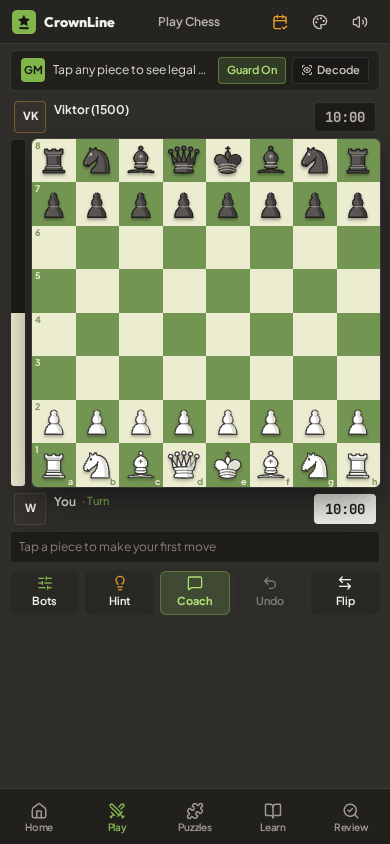 CrownLine Play Chess
GM Tap any piece to see legal ... Guard On Decode
VK Viktor (1500) 10:00
8
7
6
5
4
3
2
1
a b c d e f g h
W You · Turn 10:00
Tap a piece to make your first move
Bots Hint Coach Undo Flip
Home Play Puzzles Learn Review